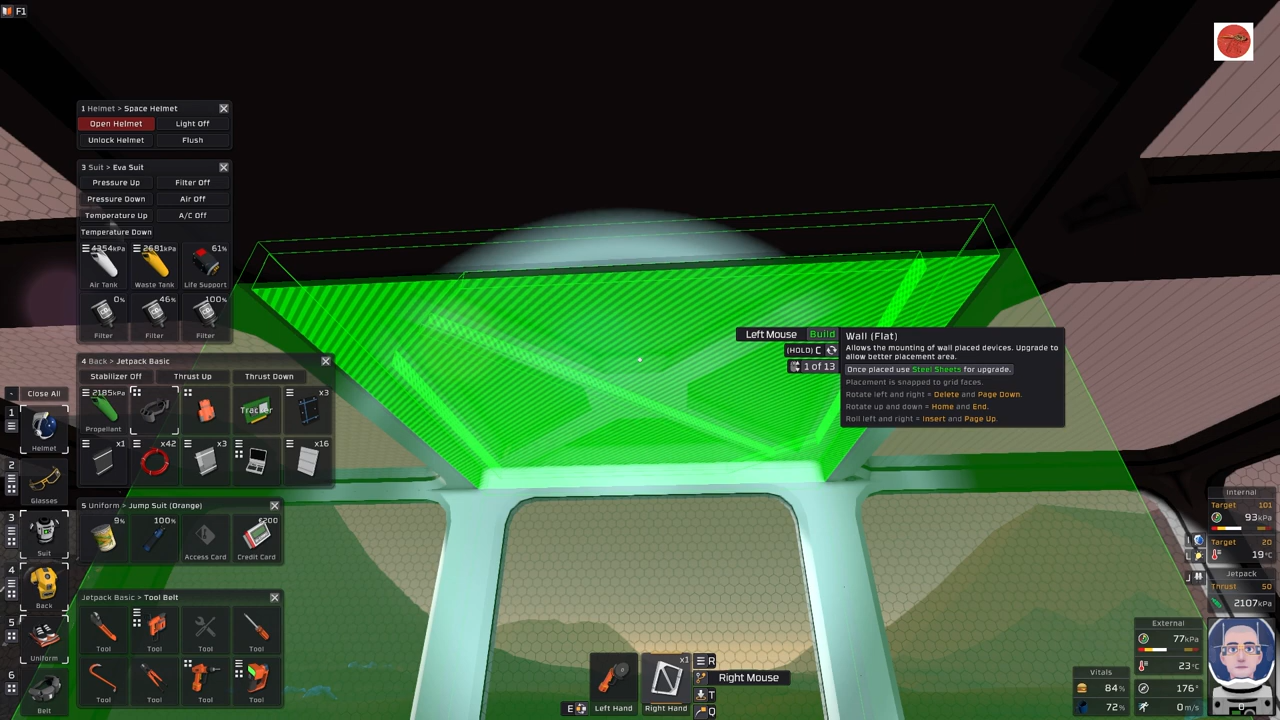 F1
1 Helmet > Space Helmet
Open Helmet
Light Off
Unlock Helmet
Flush
3 Suit > Eva Suit
Pressure Up
Filter Off
Pressure Down
Air Off
Temperature Up
A/C Off
Temperature Down
4354kPa
2681kPa
61%
Air Tank
Waste Tank
Life Support
0%
46%
100%
Filter
Filter
Filter
4 Back > Jetpack Basic
Stabilizer Off
Thrust Up
Thrust Down
2185kPa
x3
Tracker
Propellant
x1
x42
x3
x16
5 Uniform > Jump Suit (Orange)
9%
100%
Access Card
Credit Card
Jetpack Basic > Tool Belt
Tool
Tool
Tool
Tool
Tool
Tool
Tool
Tool
- Close All
1
Helmet
2
Glasses
3
Suit
4
Back
5
Uniform
6
Belt
Left Mouse Build
(HOLD) C
1 of 13
Wall (Flat)
Allows the mounting of wall placed devices. Upgrade to
allow better placement area.
Once placed use Steel Sheets for upgrade.
Placement is snapped to grid faces.
Rotate left and right = Delete and Page Down.
Rotate up and down = Home and End.
Roll left and right = Insert and Page Up.
E
Left Hand
x1
Right Hand
R
Right Mouse
T
Q
Internal
Target 101
93kPa
Target 20
19°C
Jetpack
Thrust 50
2107kPa
External
77kPa
23°C
176°
0m/s
Vitals
84%
72%
0